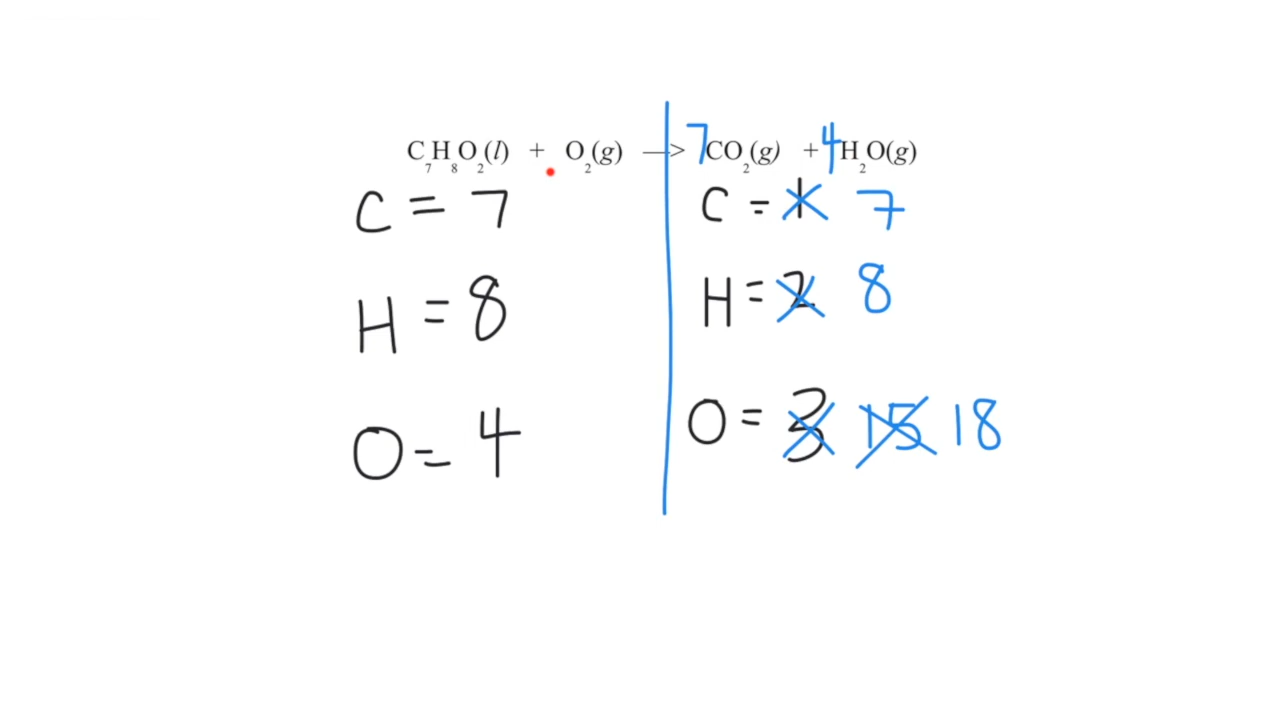 C₇H₈O₂(l) + O₂(g) —> 7CO₂(g) + 4H₂O(g)
C = 7 C = 1 7
H = 8 H = 2 8
O = 4 O = 3 15 18